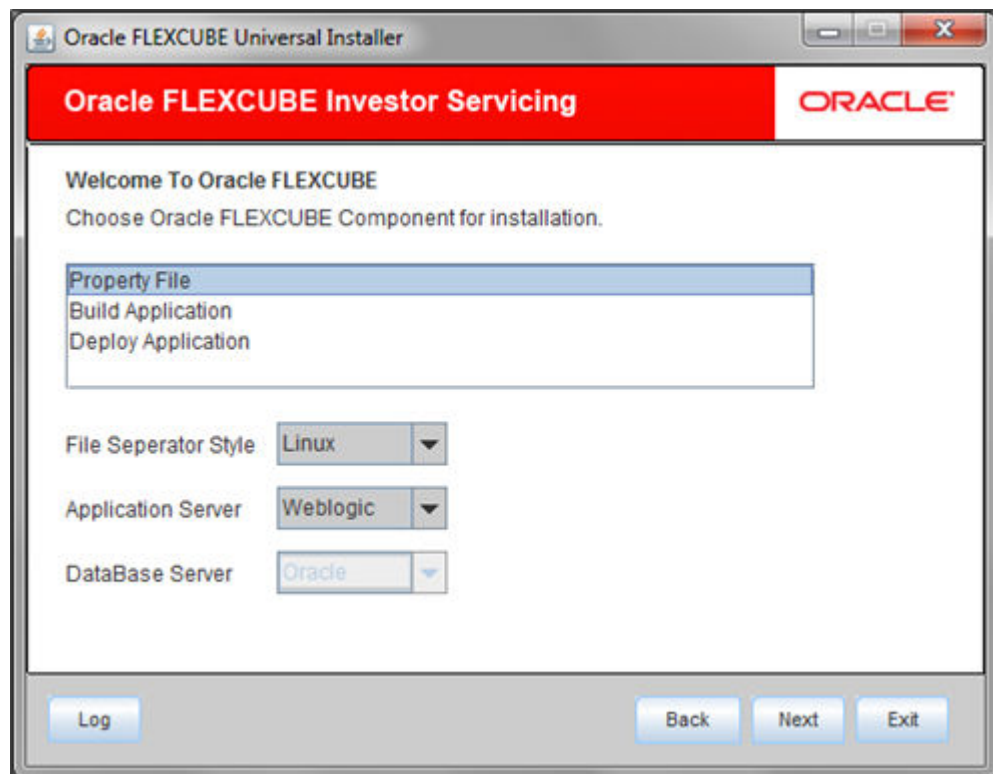 Oracle FLEXCUBE Universal Installer
Oracle FLEXCUBE Investor Servicing
ORACLE
Welcome To Oracle FLEXCUBE
Choose Oracle FLEXCUBE Component for installation.
Property File
Build Application
Deploy Application
File Seperator Style Linux
Application Server Weblogic
DataBase Server Oracle
Log Back Next Exit